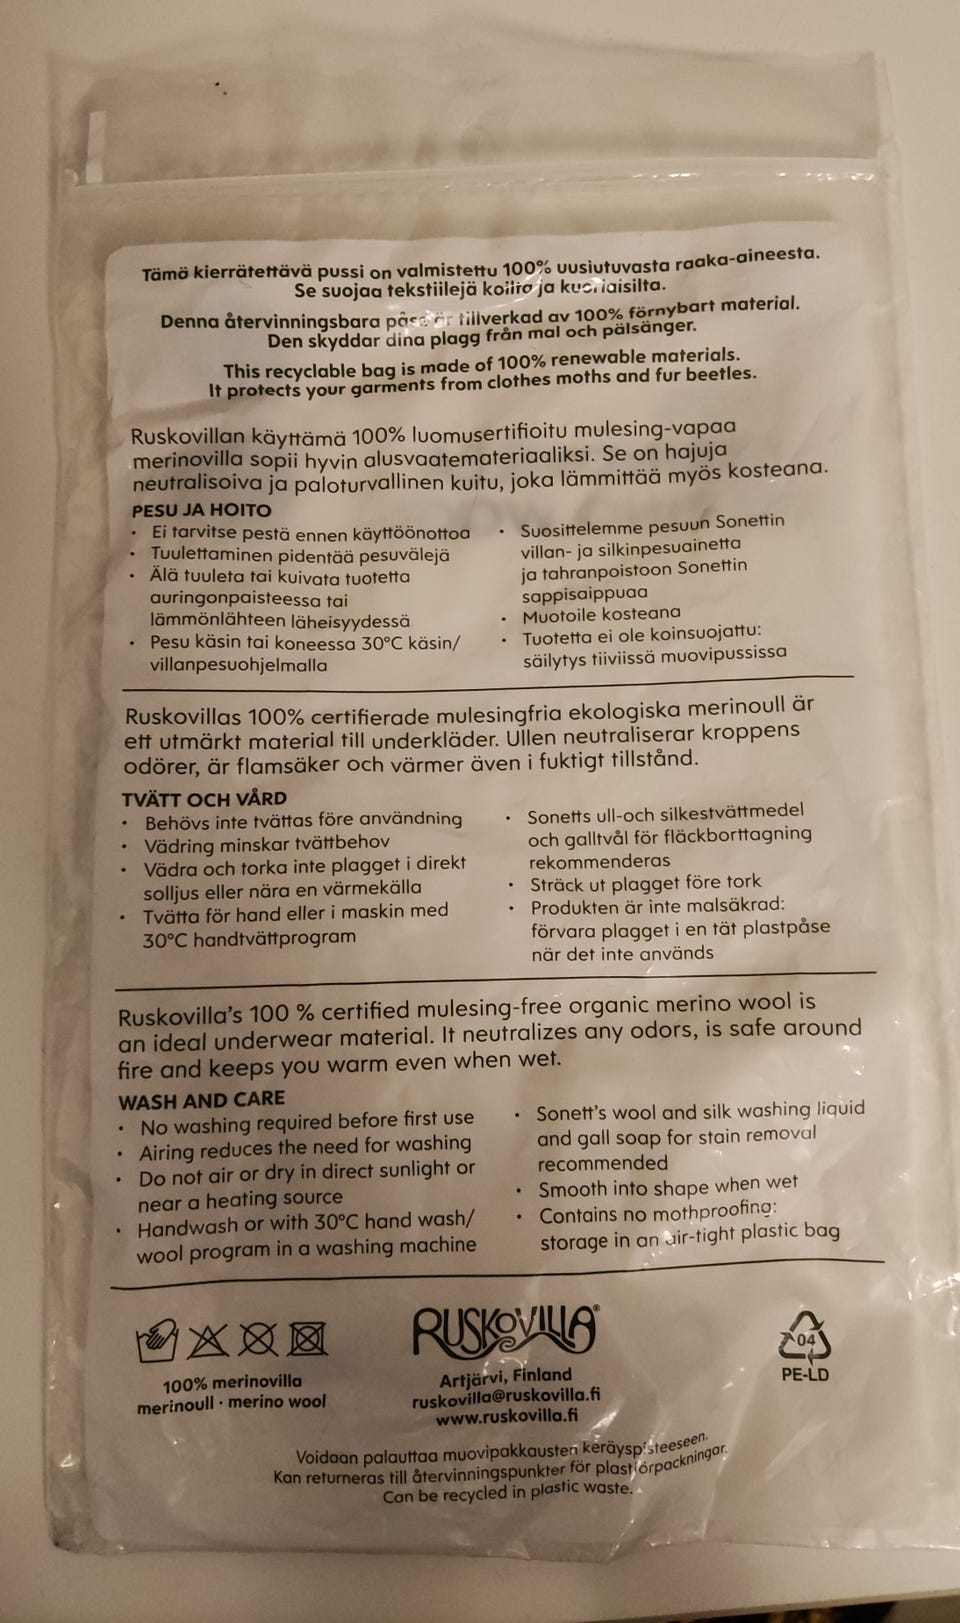 Tämä kierrätettävä pussi on valmistettu 100% uusiutuvasta raaka-aineesta.
Se suojaa tekstiilejä koilta ja kuoriaisilta.
Denna återvinningsbara påse är tillverkad av 100% förnybart material.
Den skyddar dina plagg från mal och pälsänger.
This recyclable bag is made of 100% renewable materials.
It protects your garments from clothes moths and fur beetles.
Ruskovillan käyttämä 100% luomusertifioitu mulesing-vapaa
merinovilla sopii hyvin alusvaatemateriaaliksi. Se on hajuja
neutralisoiva ja paloturvallinen kuitu, joka lämmittää myös kosteana.
PESU JA HOITO
• Ei tarvitse pestä ennen käyttöönottoa
• Tuulettaminen pidentää pesuvälejä
• Älä tuuleta tai kuivata tuotetta
auringonpaisteessa tai
lämmönlähteen läheisyydessä
• Pesu käsin tai koneessa 30°C käsin/
villanpesuohjelmalla
• Suosittelemme pesuun Sonettin
villan- ja silkinpesuainetta
ja tahranpoistoon Sonettin
sappisaippuaa
• Muotoile kosteana
• Tuotetta ei ole koinsuojattu:
säilytys tiiviissä muovipussissa
Ruskovillas 100% certifierade mulesingfria ekologiska merinoull är
ett utmärkt material till underkläder. Ullen neutraliserar kroppens
odörer, är flamsäker och värmer även i fuktigt tillstånd.
TVÄTT OCH VÅRD
• Behövs inte tvättas före användning
• Vädring minskar tvättbehov
• Vädra och torka inte plagget i direkt
solljus eller nära en värmekälla
• Tvätta för hand eller i maskin med
30°C handtvättprogram
• Sonetts ull-och silkestvättmedel
och galltvål för fläckborttagning
rekommenderas
• Sträck ut plagget före tork
• Produkten är inte malsäkrad:
förvara plagget i en tät plastpåse
när det inte används
Ruskovilla's 100 % certified mulesing-free organic merino wool is
an ideal underwear material. It neutralizes any odors, is safe around
fire and keeps you warm even when wet.
WASH AND CARE
• No washing required before first use
• Airing reduces the need for washing
• Do not air or dry in direct sunlight or
near a heating source
• Handwash or with 30°C hand wash/
wool program in a washing machine
• Sonett's wool and silk washing liquid
and gall soap for stain removal
recommended
• Smooth into shape when wet
• Contains no mothproofing:
storage in an air-tight plastic bag
100% merinovilla
merinoull · merino wool
RUSKOVILLA®
Artjärvi, Finland
ruskovilla@ruskovilla.fi
www.ruskovilla.fi
04
PE-LD
Voidaan palauttaa muovipakkausten keräyspisteeseen.
Kan returneras till återvinningspunkter för plastförpackningar.
Can be recycled in plastic waste.